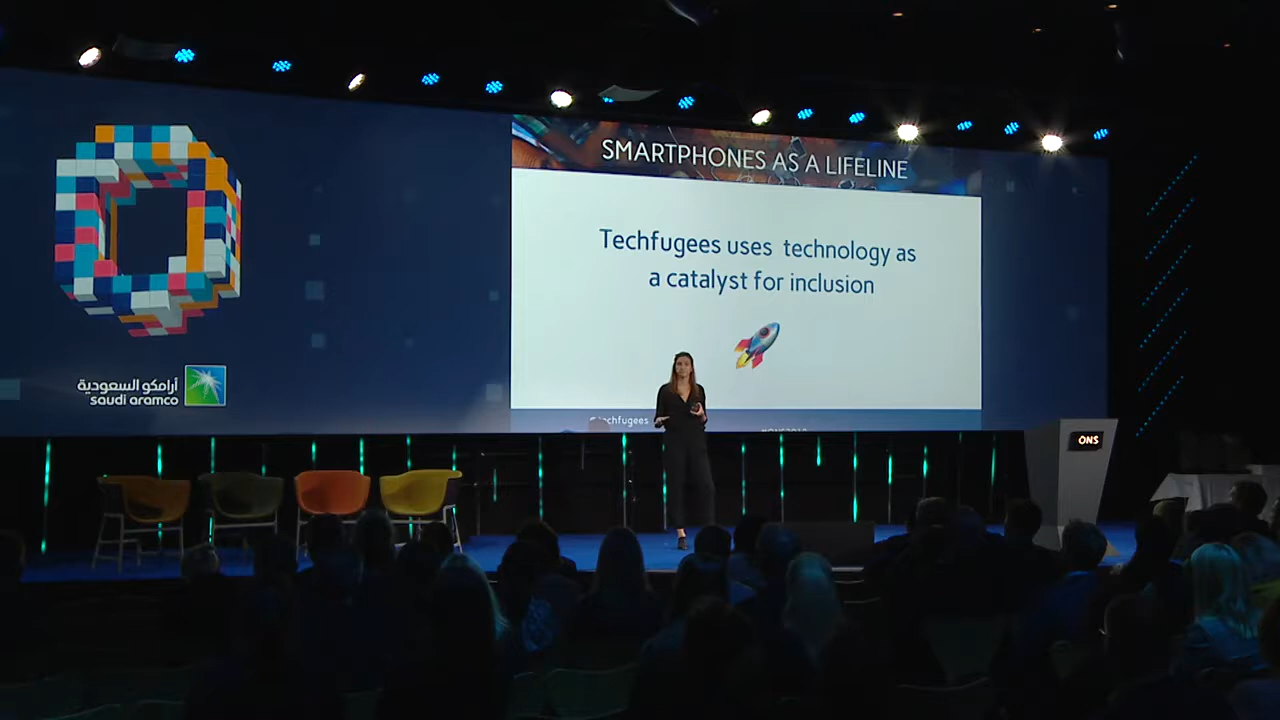 SMARTPHONES AS A LIFELINE
Techfugees uses technology as
a catalyst for inclusion
أرامكو السعودية
saudi aramco
ONS